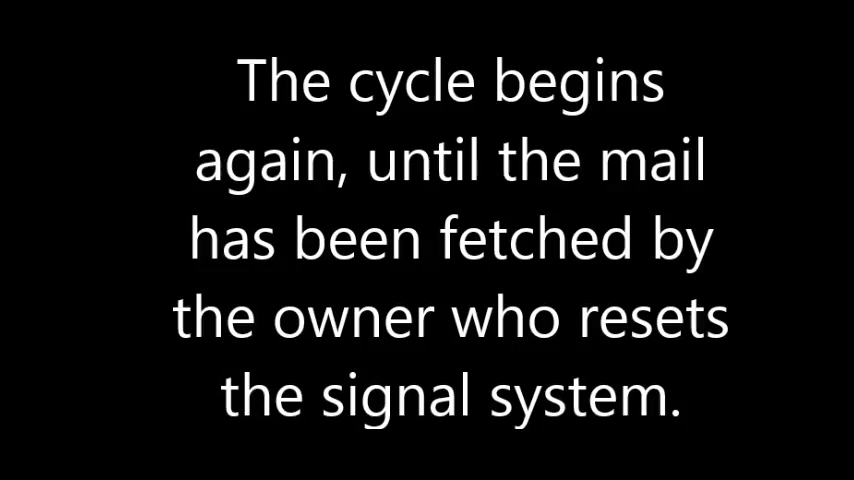 The cycle begins
again, until the mail
has been fetched by
the owner who resets
the signal system.